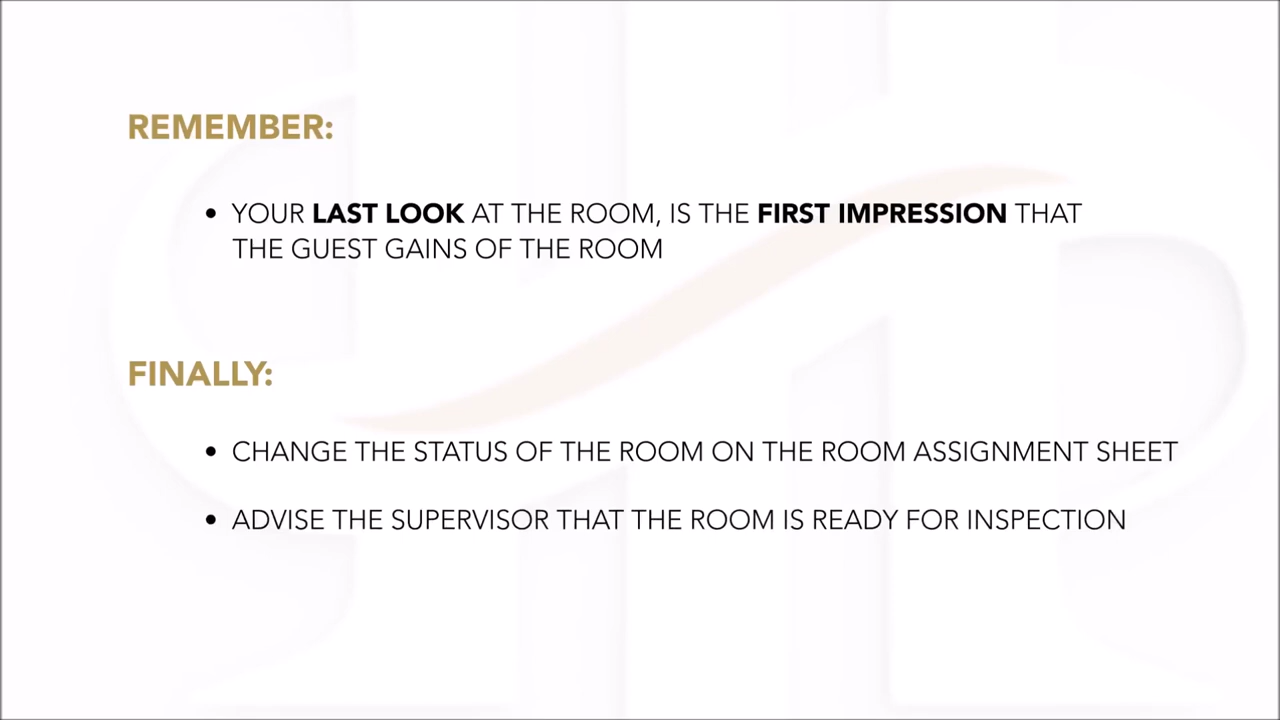 REMEMBER:
• YOUR LAST LOOK AT THE ROOM, IS THE FIRST IMPRESSION THAT
THE GUEST GAINS OF THE ROOM
FINALLY:
• CHANGE THE STATUS OF THE ROOM ON THE ROOM ASSIGNMENT SHEET
• ADVISE THE SUPERVISOR THAT THE ROOM IS READY FOR INSPECTION